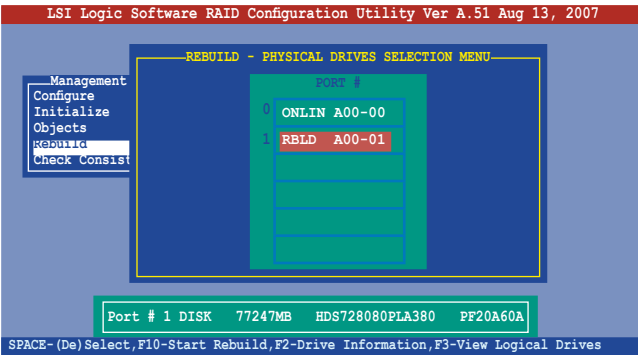 LSI Logic Software RAID Configuration Utility Ver A.51 Aug 13, 2007
REBUILD - PHYSICAL DRIVES SELECTION MENU
Management
Configure
Initialize
Objects
Rebuild
Check Consist
PORT #
0 ONLIN A00-00
1 RBLD A00-01
Port # 1 DISK 77247MB HDS728080PLA380 PF20A60A
SPACE-(De)Select,F10-Start Rebuild,F2-Drive Information,F3-View Logical Drives